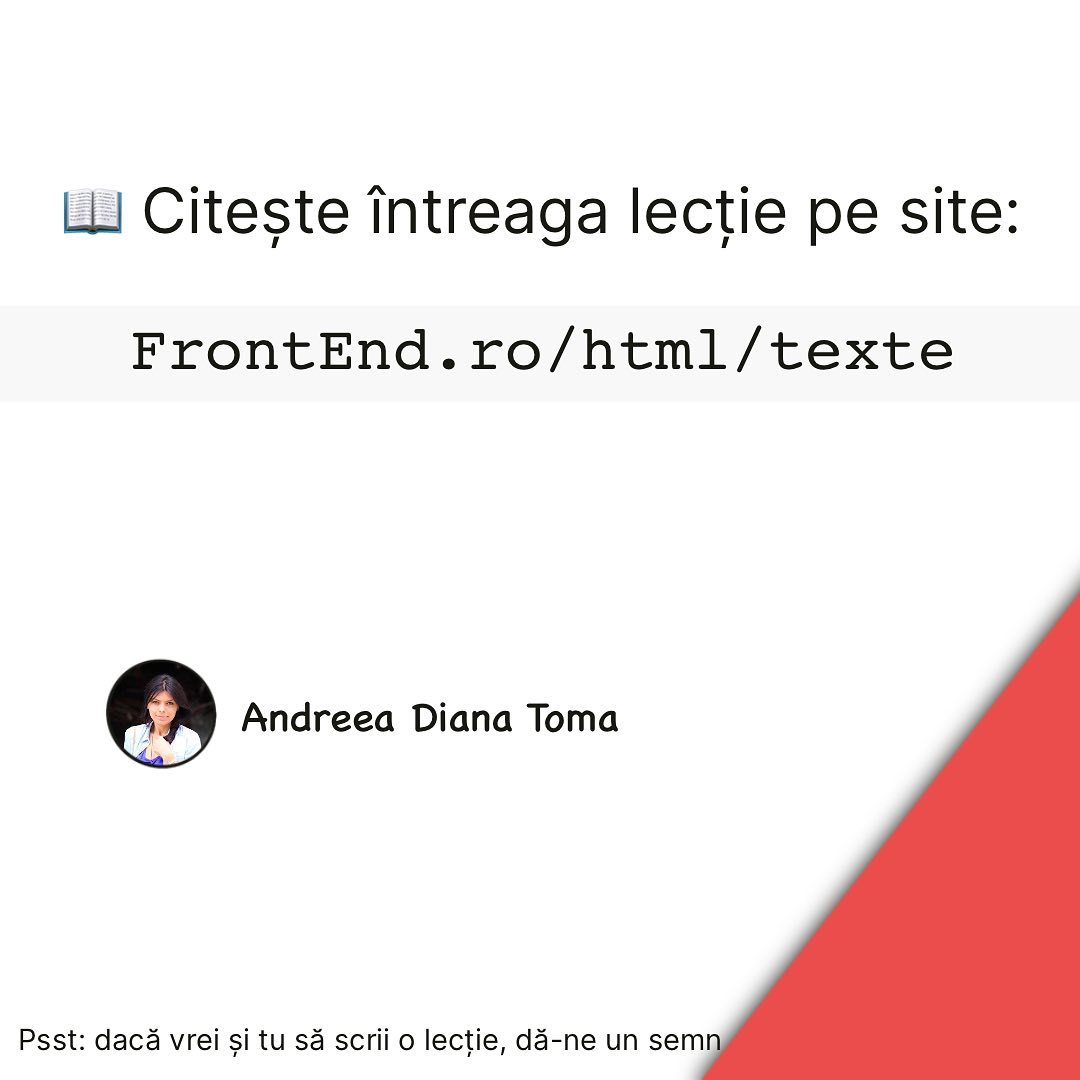 📖 Citește întreaga lecție pe site:
FrontEnd.ro/html/texte
Andreea Diana Toma
Psst: dacă vrei și tu să scrii o lecție, dă-ne un semn